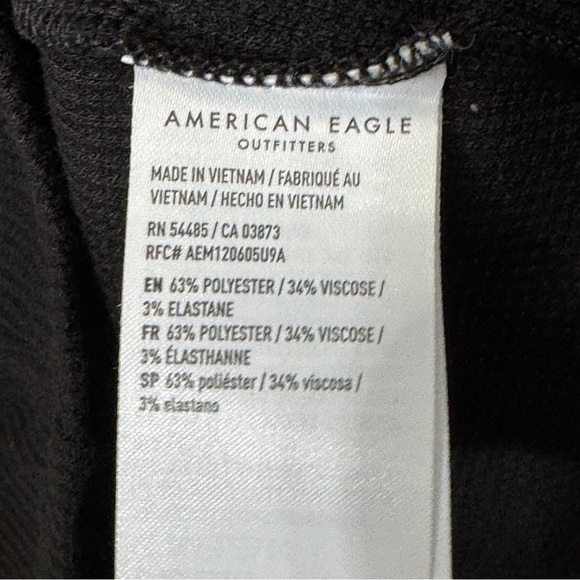 AMERICAN EAGLE
OUTFITTERS
MADE IN VIETNAM / FABRIQUÉ AU
VIETNAM / HECHO EN VIETNAM
RN 54485 / CA 03873
RFC# AEM120605U9A
EN 63% POLYESTER / 34% VISCOSE /
3% ELASTANE
FR 63% POLYESTER / 34% VISCOSE /
3% ÉLASTHANNE
SP 63% poliéster / 34% viscosa /
3% elastano